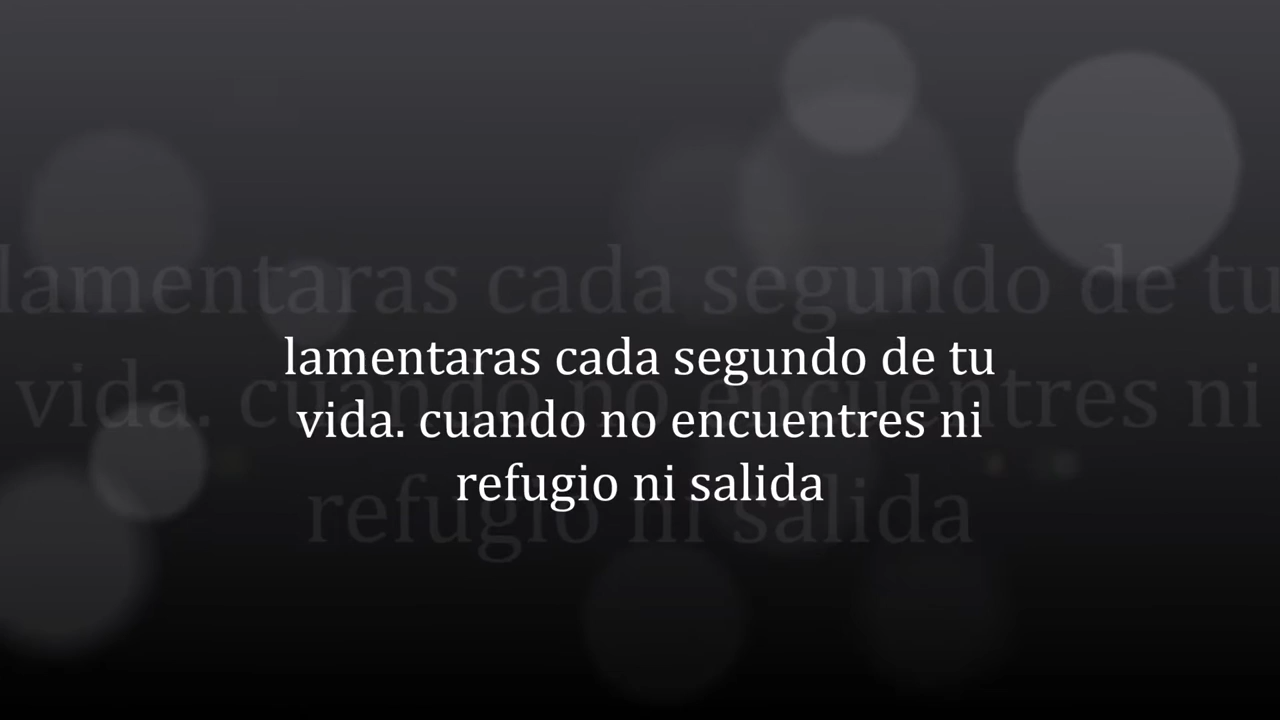 lamentaras cada segundo de tu
vida. cuando no encuentres ni
refugio ni salida